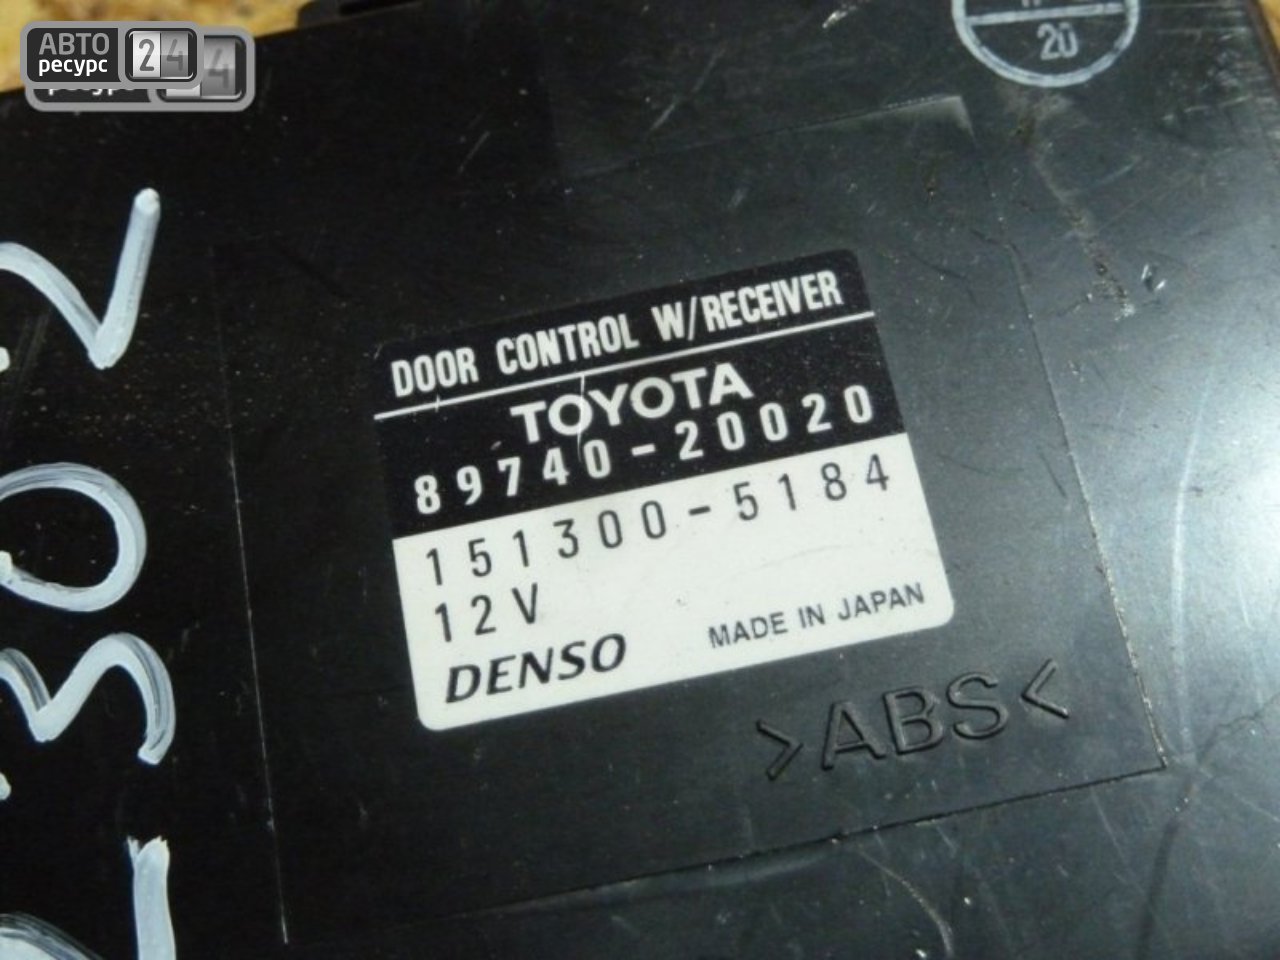 АВТО
ресурс
24
20
DOOR CONTROL W/RECEIVER
TOYOTA
89740-20020
151300-5184
12V
DENSO
MADE IN JAPAN
>ABS<